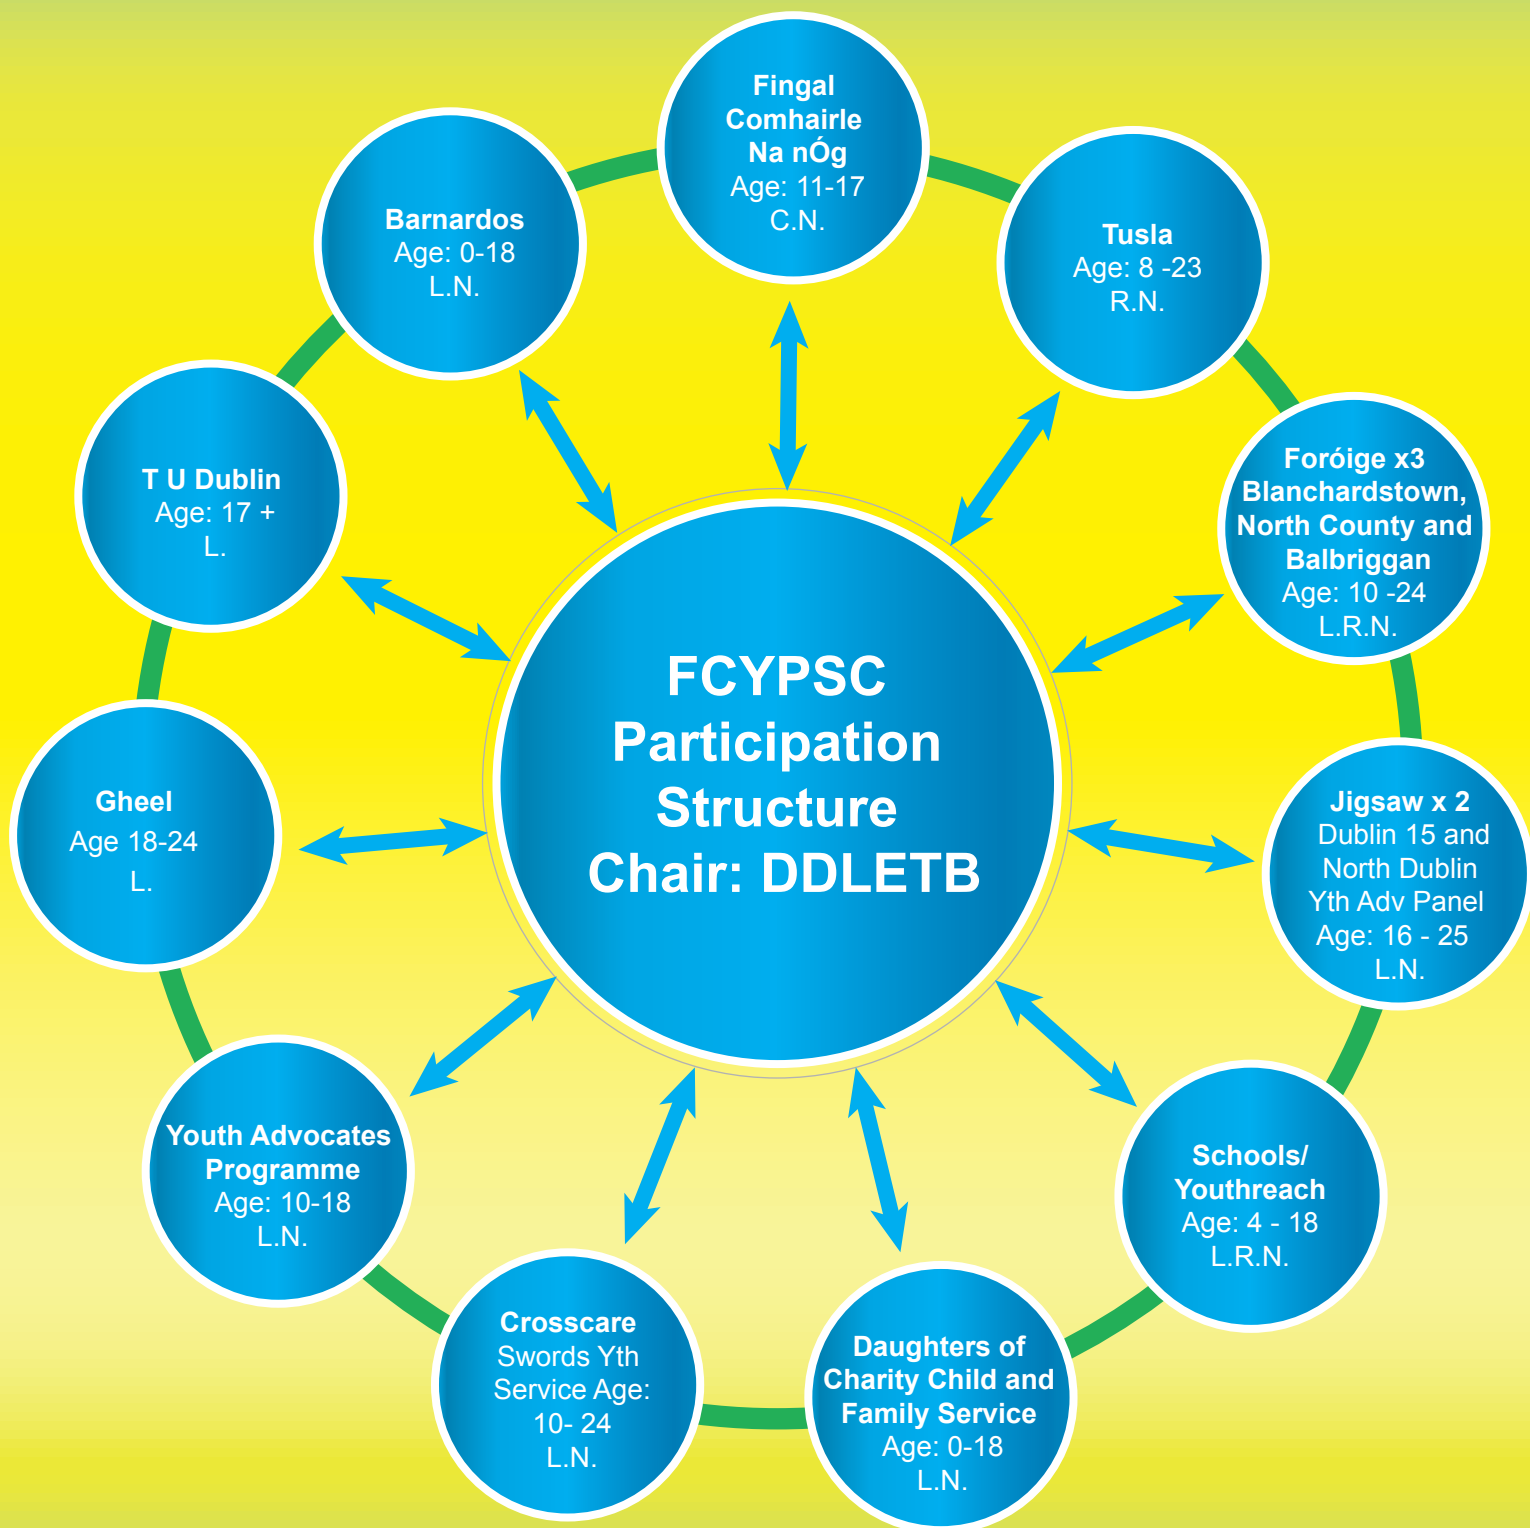 Fingal
Comhairle
Na nÓg
Age: 11-17
C.N.
Tusla
Age: 8 -23
R.N.
Foróige x3
Blanchardstown,
North County and
Balbriggan
Age: 10 -24
L.R.N.
Jigsaw x 2
Dublin 15 and
North Dublin
Yth Adv Panel
Age: 16 - 25
L.N.
Schools/
Youthreach
Age: 4 - 18
L.R.N.
Daughters of
Charity Child and
Family Service
Age: 0-18
L.N.
Crosscare
Swords Yth
Service Age:
10- 24
L.N.
Youth Advocates
Programme
Age: 10-18
L.N.
Gheel
Age 18-24
L.
T U Dublin
Age: 17 +
L.
Barnardos
Age: 0-18
L.N.
FCYPSC
Participation
Structure
Chair: DDLETB